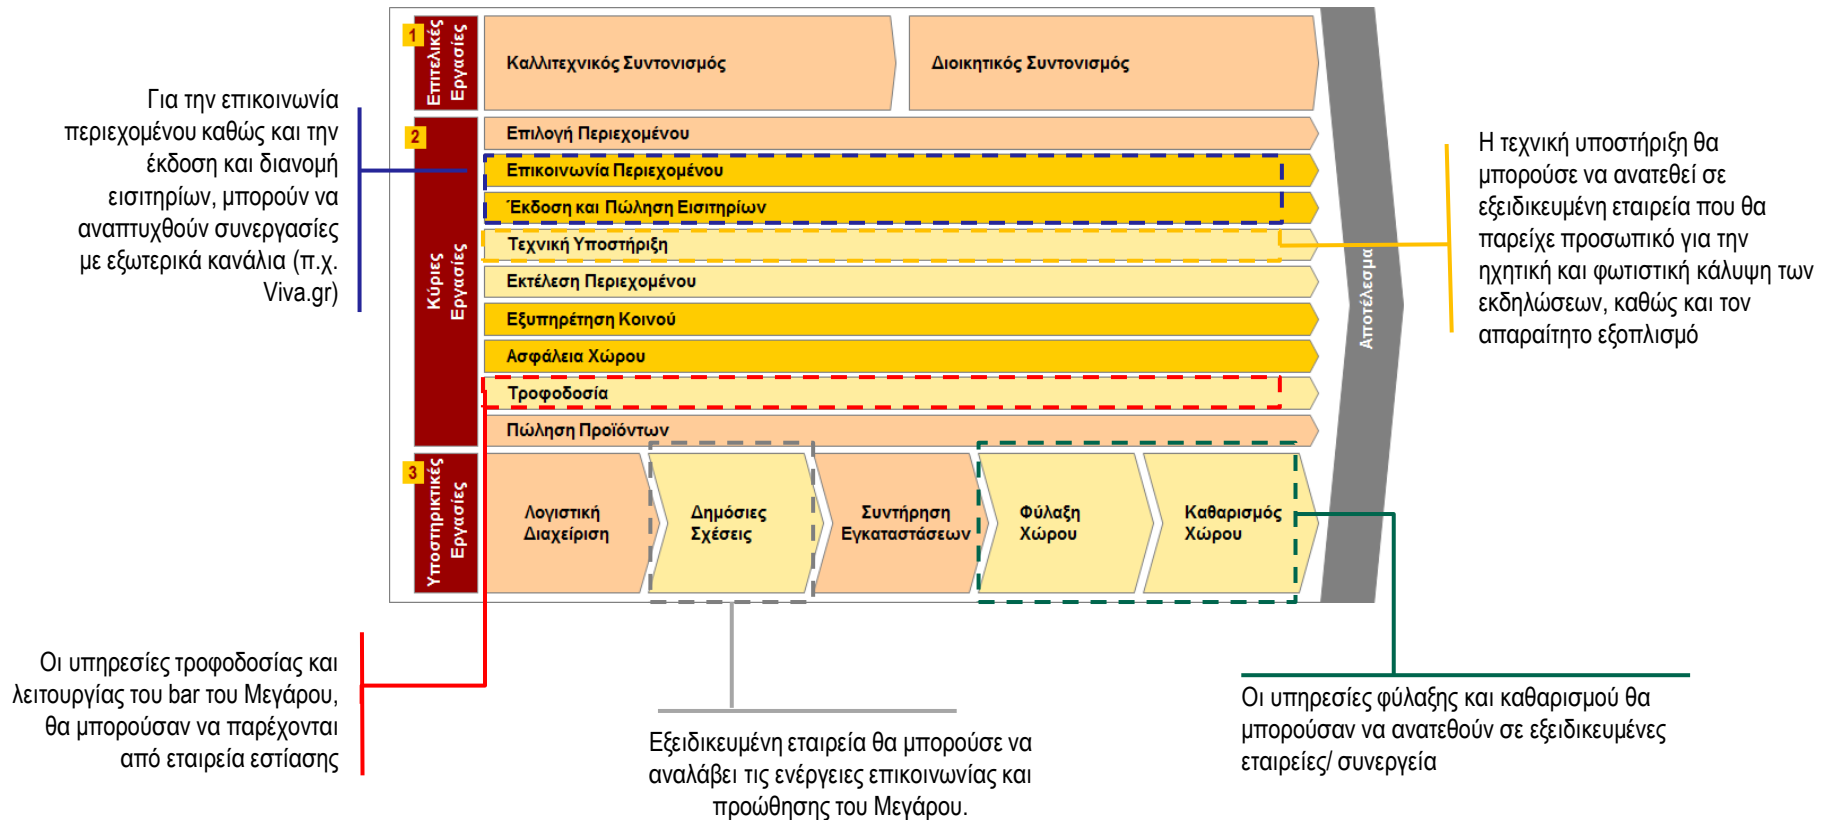 1
Επιτελικές
Εργασίες
Καλλιτεχνικός Συντονισμός
Διοικητικός Συντονισμός
Για την επικοινωνία
περιεχομένου καθώς και την
έκδοση και διανομή
εισιτηρίων, μπορούν να
αναπτυχθούν συνεργασίες
με εξωτερικά κανάλια (π.χ.
Viva.gr)
2
Κύριες
Εργασίες
Επιλογή Περιεχομένου
Επικοινωνία Περιεχομένου
Έκδοση και Πώληση Εισιτηρίων
Τεχνική Υποστήριξη
Εκτέλεση Περιεχομένου
Εξυπηρέτηση Κοινού
Ασφάλεια Χώρου
Τροφοδοσία
Πώληση Προϊόντων
Αποτέλεσμα
Η τεχνική υποστήριξη θα
μπορούσε να ανατεθεί σε
εξειδικευμένη εταιρεία που θα
παρείχε προσωπικό για την
ηχητική και φωτιστική κάλυψη των
εκδηλώσεων, καθώς και τον
απαραίτητο εξοπλισμό
3
Υποστηρικτικές
Εργασίες
Λογιστική
Διαχείριση
Δημόσιες
Σχέσεις
Συντήρηση
Εγκαταστάσεων
Φύλαξη
Χώρου
Καθαρισμός
Χώρου
Οι υπηρεσίες τροφοδοσίας και
λειτουργίας του bar του Μεγάρου,
θα μπορούσαν να παρέχονται
από εταιρεία εστίασης
Εξειδικευμένη εταιρεία θα μπορούσε να
αναλάβει τις ενέργειες επικοινωνίας και
προώθησης του Μεγάρου.
Οι υπηρεσίες φύλαξης και καθαρισμού θα
μπορούσαν να ανατεθούν σε εξειδικευμένες
εταιρείες/ συνεργεία